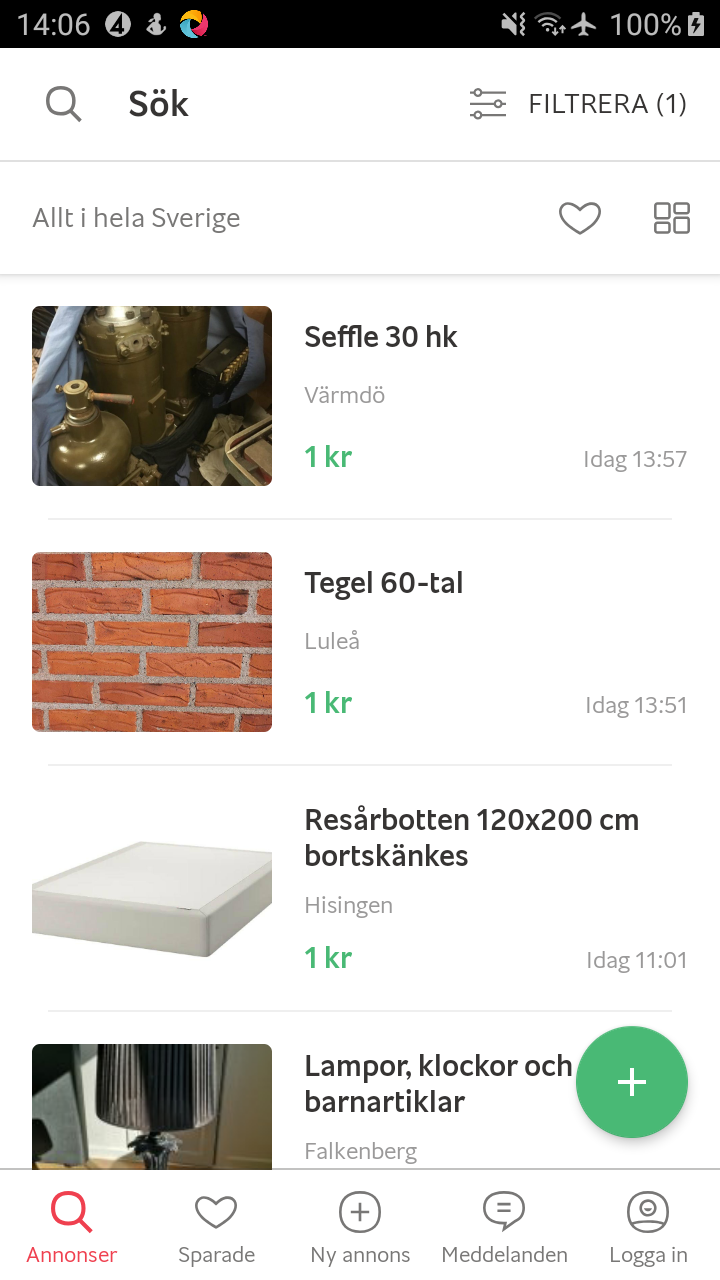 14:06 100%
Sök FILTRERA (1)
Allt i hela Sverige
Seffle 30 hk
Värmdö
1 kr Idag 13:57
Tegel 60-tal
Luleå
1 kr Idag 13:51
Resårbotten 120x200 cm
bortskänkes
Hisingen
1 kr Idag 11:01
Lampor, klockor och
barnartiklar
Falkenberg
Annonser Sparade Ny annons Meddelanden Logga in